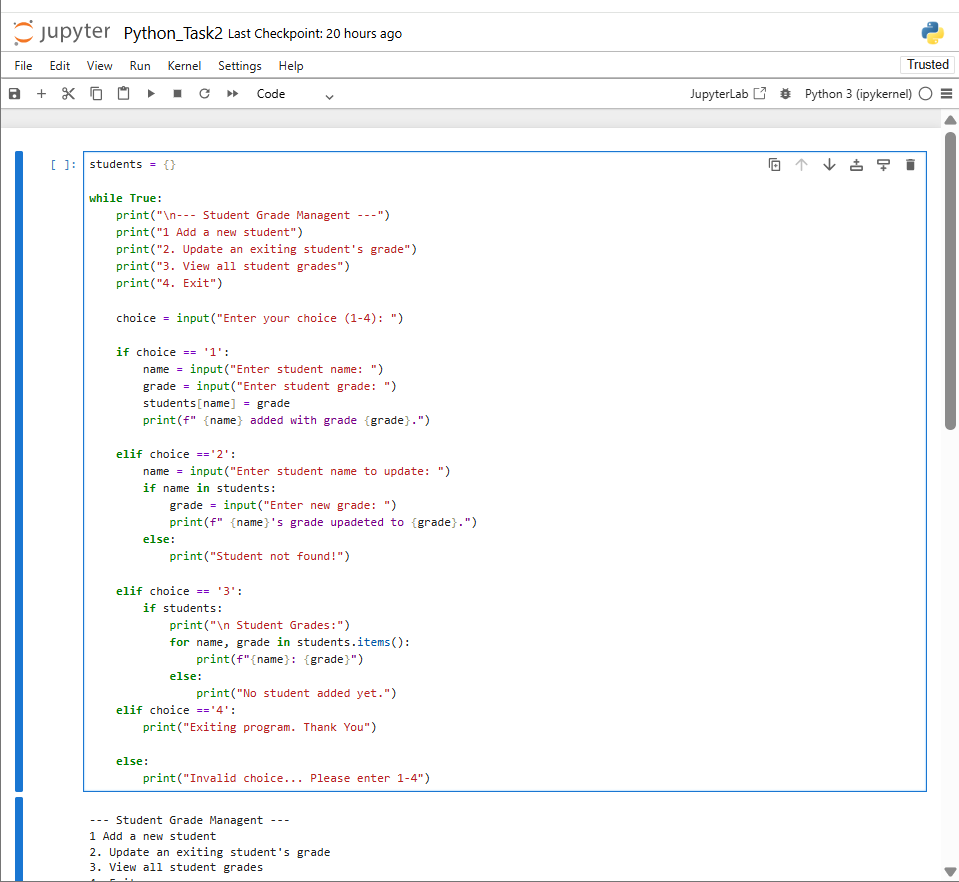 jupyter Python_Task2 Last Checkpoint: 20 hours ago
File Edit View Run Kernel Settings Help Trusted
Code JupyterLab Python 3 (ipykernel)
[ ]: students = {}
while True:
    print("\n--- Student Grade Managent ---")
    print("1 Add a new student")
    print("2. Update an exiting student's grade")
    print("3. View all student grades")
    print("4. Exit")
    choice = input("Enter your choice (1-4): ")
    if choice == '1':
        name = input("Enter student name: ")
        grade = input("Enter student grade: ")
        students[name] = grade
        print(f" {name} added with grade {grade}.")
    elif choice =='2':
        name = input("Enter student name to update: ")
        if name in students:
            grade = input("Enter new grade: ")
            print(f" {name}'s grade upadeted to {grade}.")
        else:
            print("Student not found!")
    elif choice == '3':
        if students:
            print("\n Student Grades:")
            for name, grade in students.items():
                print(f"{name}: {grade}")
            else:
                print("No student added yet.")
    elif choice =='4':
        print("Exiting program. Thank You")
    else:
        print("Invalid choice... Please enter 1-4")
--- Student Grade Managent ---
1 Add a new student
2. Update an exiting student's grade
3. View all student grades